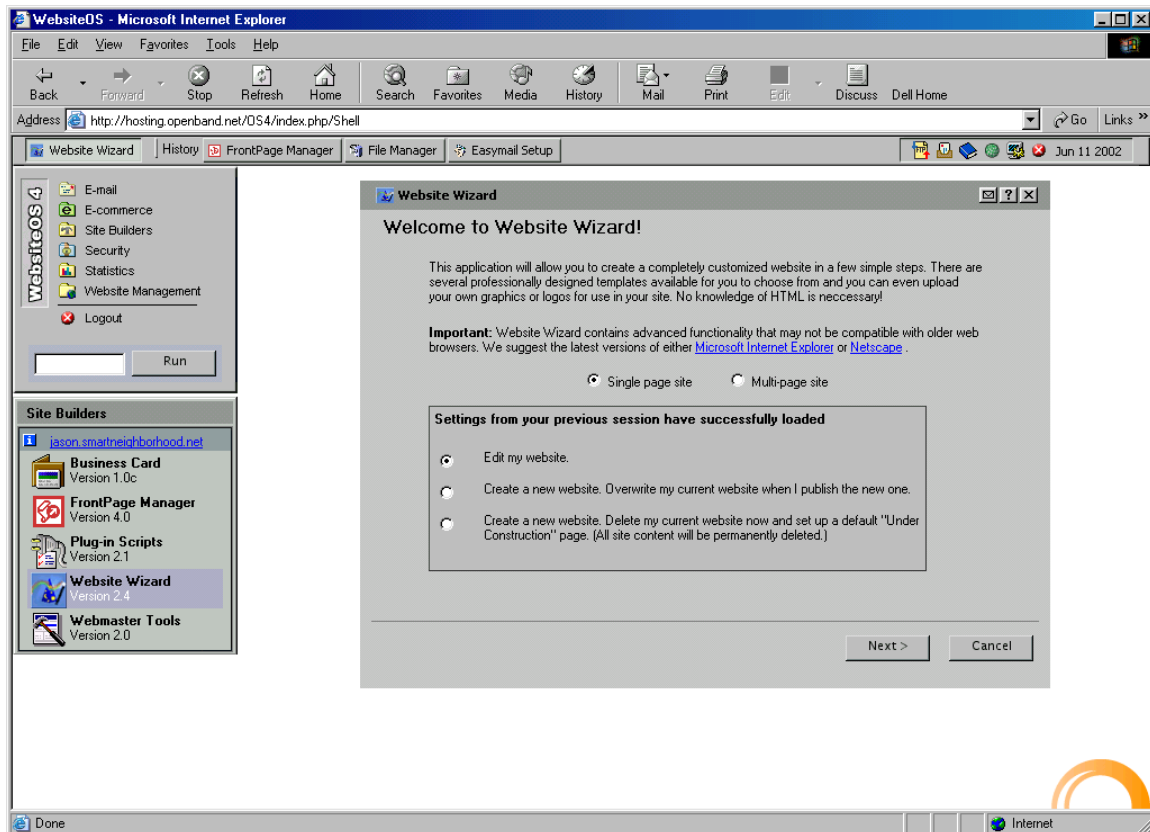 WebsiteOS - Microsoft Internet Explorer
File Edit View Favorites Tools Help
Back Forward Stop Refresh Home Search Favorites Media History Mail Print Edit Discuss Dell Home
Address http://hosting.openband.net/OS4/index.php/Shell Go Links »
Website Wizard History FrontPage Manager File Manager Easymail Setup Jun 11 2002
WebsiteOS 4
E-mail
E-commerce
Site Builders
Security
Statistics
Website Management
Logout
Run
Site Builders
jason.smartneighborhood.net
Business Card
Version 1.0c
FrontPage Manager
Version 4.0
Plug-in Scripts
Version 2.1
Website Wizard
Version 2.4
Webmaster Tools
Version 2.0
Website Wizard
Welcome to Website Wizard!
This application will allow you to create a completely customized website in a few simple steps. There are
several professionally designed templates available for you to choose from and you can even upload
your own graphics or logos for use in your site. No knowledge of HTML is neccessary!
Important: Website Wizard contains advanced functionality that may not be compatible with older web
browsers. We suggest the latest versions of either Microsoft Internet Explorer or Netscape .
Single page site Multi-page site
Settings from your previous session have successfully loaded
Edit my website.
Create a new website. Overwrite my current website when I publish the new one.
Create a new website. Delete my current website now and set up a default "Under
Construction" page. (All site content will be permanently deleted.)
Next > Cancel
Done Internet